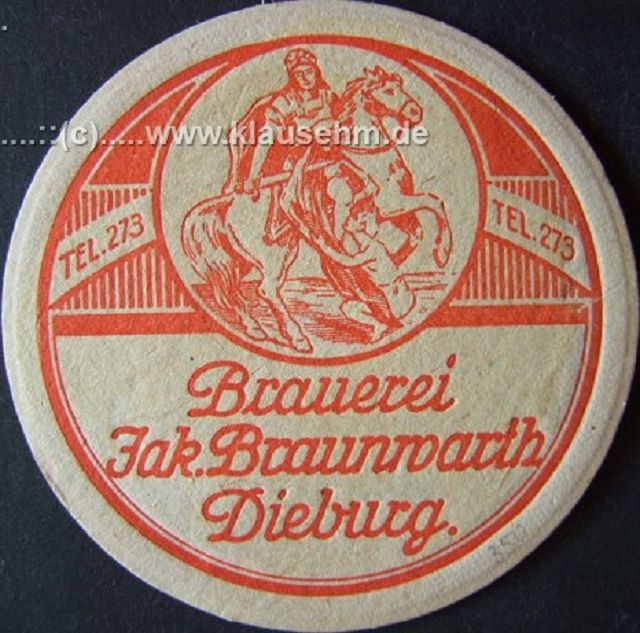 ....::(c).....www.klausehm.de
TEL. 273
TEL. 273
Brauerei
Jak. Braunwarth
Dieburg.